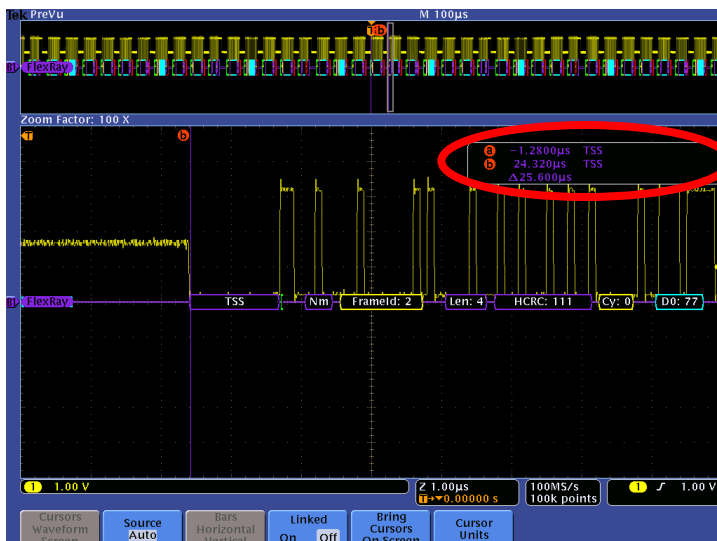 Tek PreVu M 100µs
T b
B1 FlexRay
Zoom Factor: 100 X
T b
a -1.2800µs TSS
b 24.320µs TSS
Δ25.600µs
B1 FlexRay TSS Nm FrameId: 2 Len: 4 HCRC: 111 Cy: 0 D0: 77
1 1.00 V Z 1.00µs 100MS/s 1 1.00 V
T 0.00000 s 100k points
Cursors Source Bars Linked Bring Cursor
Waveform Auto Horizontal On Off Cursors Units
Screen Vertical On Screen